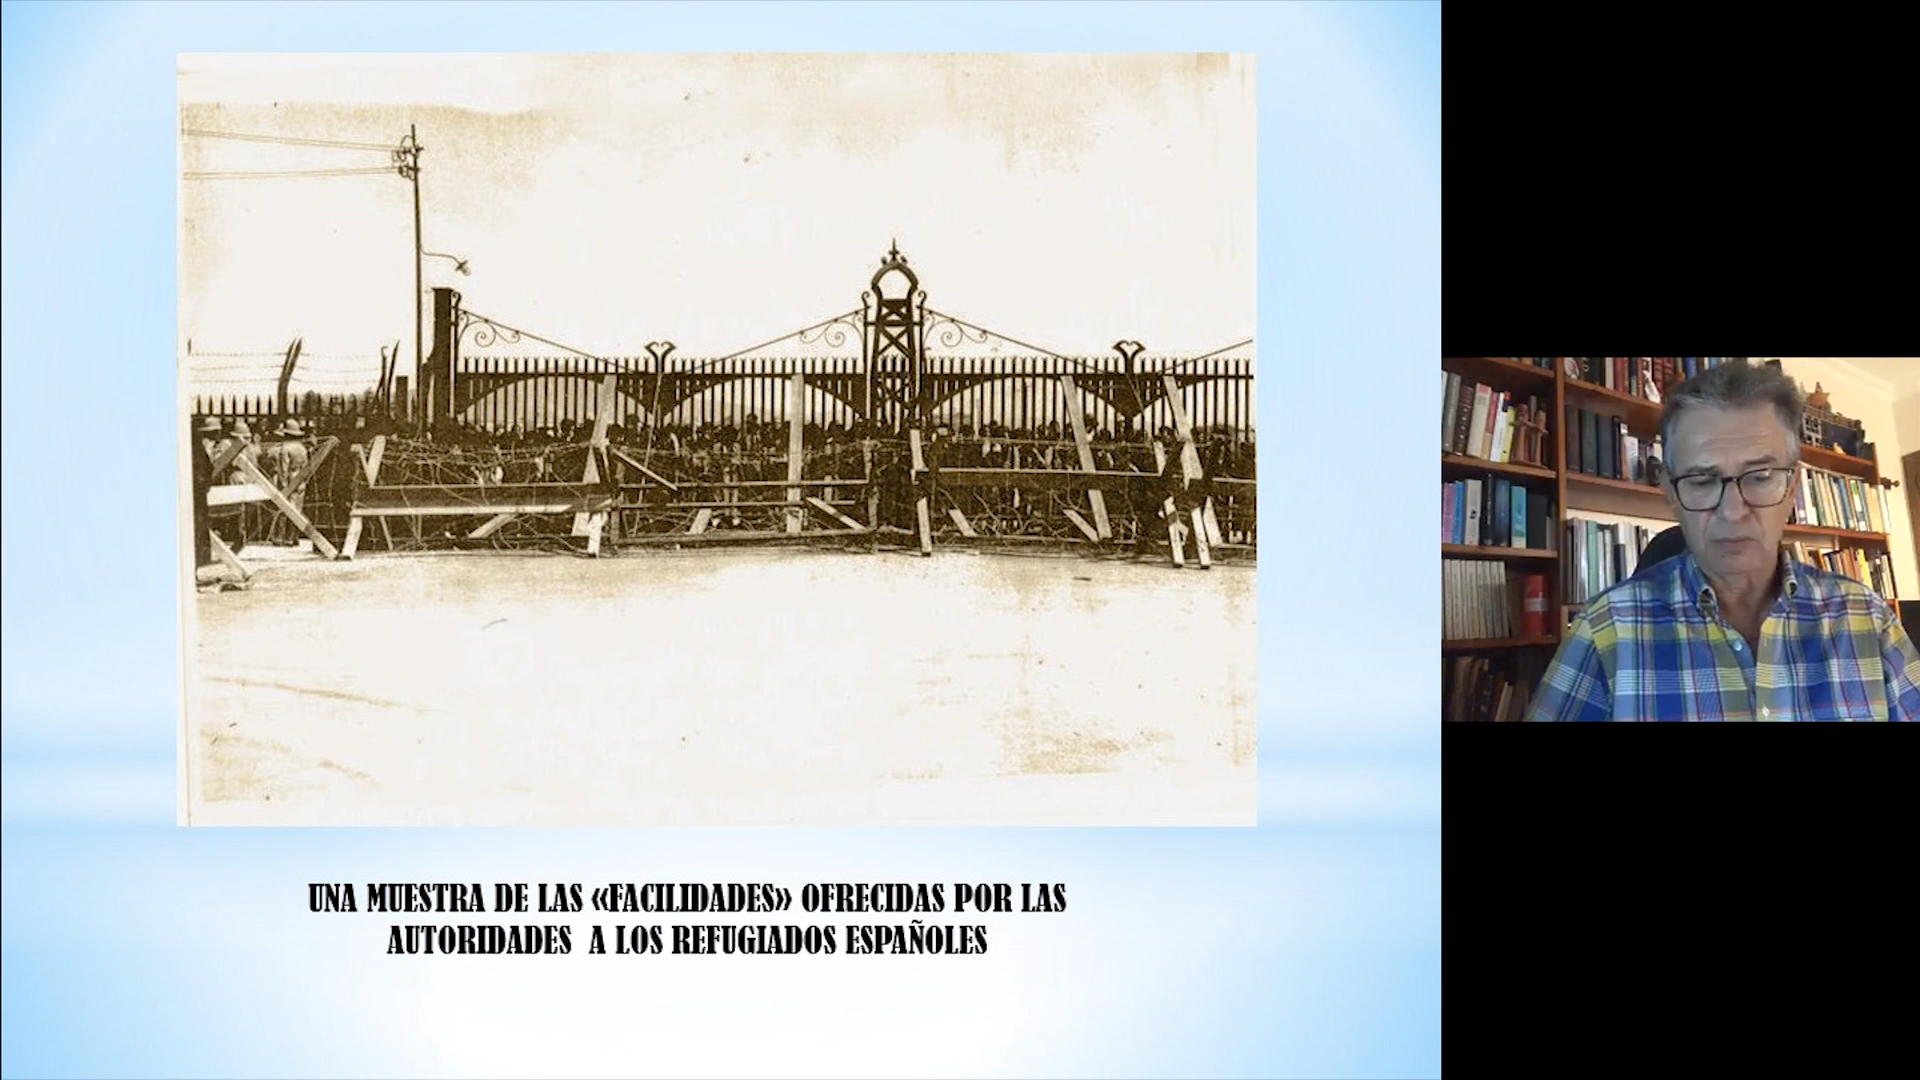 UNA MUESTRA DE LAS «FACILIDADES» OFRECIDAS POR LAS
AUTORIDADES A LOS REFUGIADOS ESPAÑOLES